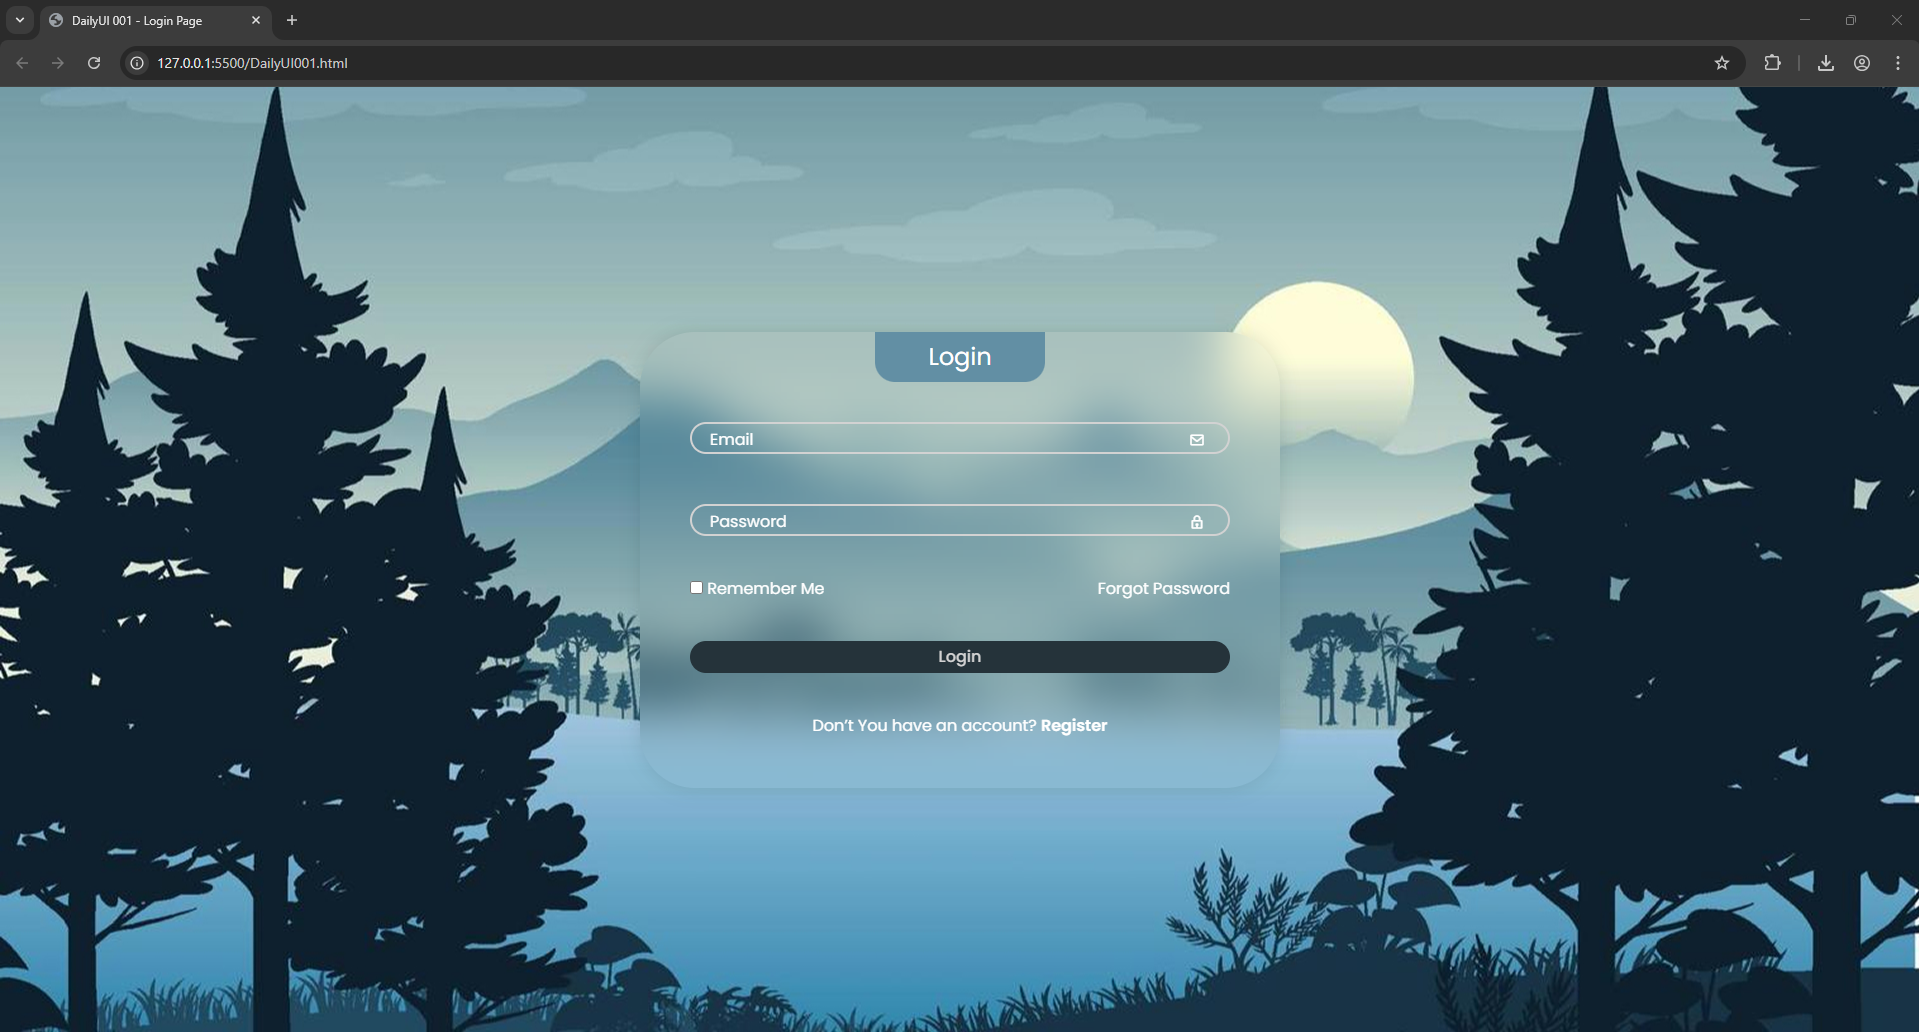 DailyUI 001 - Login Page
127.0.0.1:5500/DailyUI001.html
Login
Email
Password
Remember Me Forgot Password
Login
Don't You have an account? Register